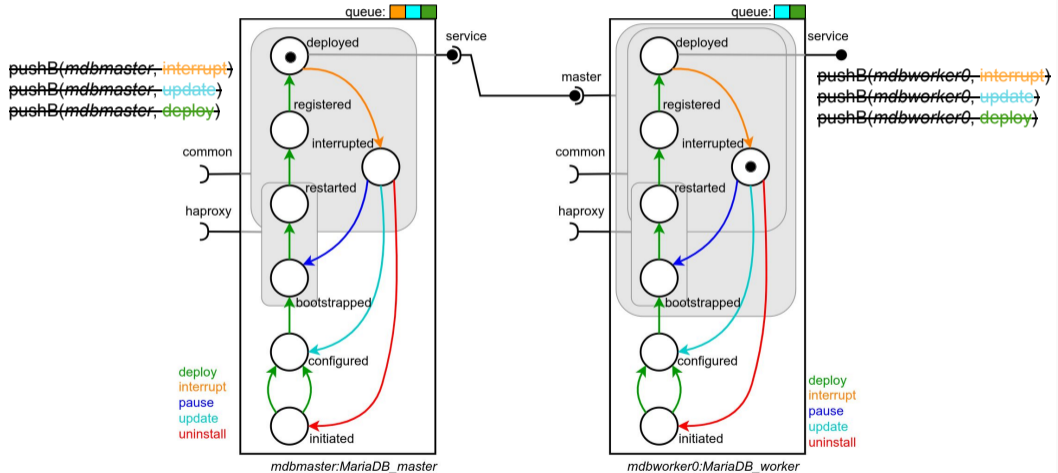 queue:
deployed
service
pushB(mdbmaster, interrupt)
pushB(mdbmaster, update)
pushB(mdbmaster, deploy)
registered
interrupted
common
restarted
haproxy
bootstrapped
configured
deploy
interrupt
pause
update
uninstall
initiated
mdbmaster:MariaDB_master
queue:
deployed
service
master
pushB(mdbworker0, interrupt)
pushB(mdbworker0, update)
pushB(mdbworker0, deploy)
registered
interrupted
common
restarted
haproxy
bootstrapped
configured
deploy
interrupt
pause
update
uninstall
initiated
mdbworker0:MariaDB_worker